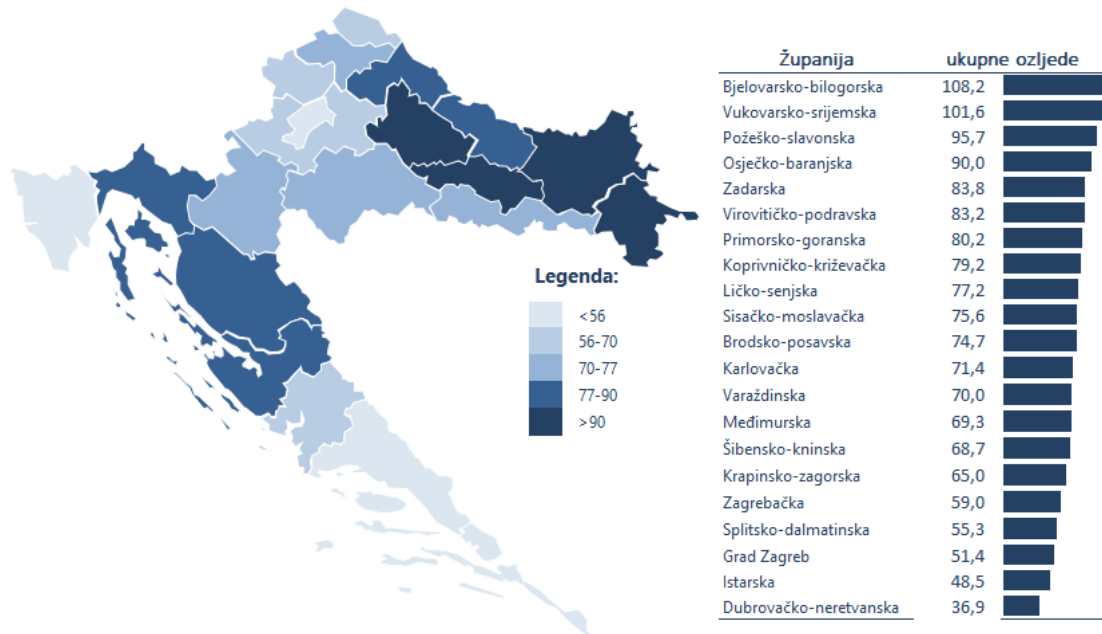 Županija ukupne ozljede
Bjelovarsko-bilogorska 108,2
Vukovarsko-srijemska 101,6
Požeško-slavonska 95,7
Osječko-baranjska 90,0
Zadarska 83,8
Virovitičko-podravska 83,2
Primorsko-goranska 80,2
Koprivničko-križevačka 79,2
Ličko-senjska 77,2
Sisačko-moslavačka 75,6
Brodsko-posavska 74,7
Karlovačka 71,4
Varaždinska 70,0
Međimurska 69,3
Šibensko-kninska 68,7
Krapinsko-zagorska 65,0
Zagrebačka 59,0
Splitsko-dalmatinska 55,3
Grad Zagreb 51,4
Istarska 48,5
Dubrovačko-neretvanska 36,9
Legenda:
<56
56-70
70-77
77-90
>90